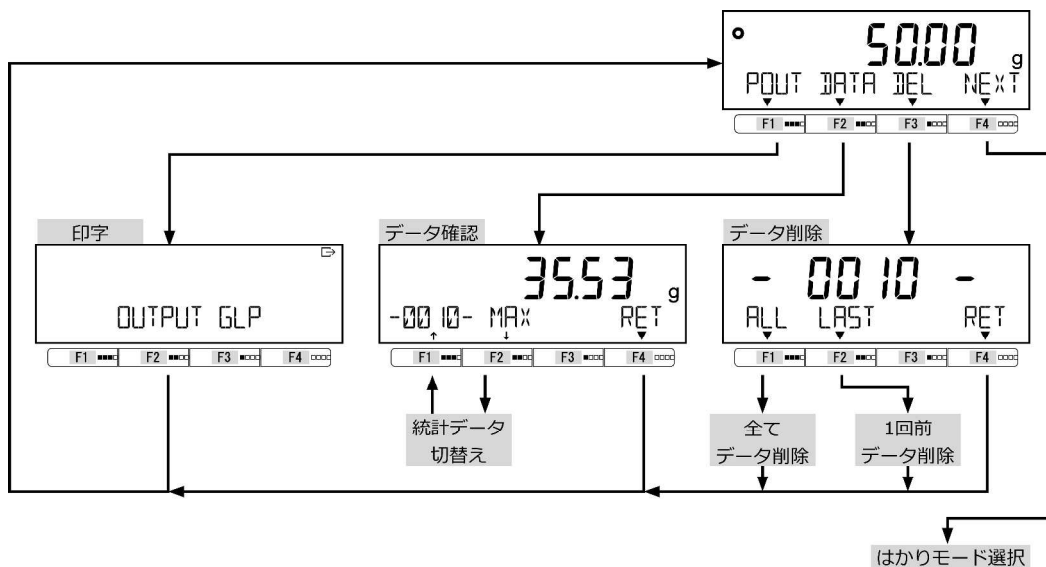 50.00 g
POUT DATA DEL NEXT
F1 F2 F3 F4
印字
OUTPUT GLP
F1 F2 F3 F4
データ確認
35.53 g
-0010- MAX RET
F1 F2 F3 F4
統計データ
切替え
データ削除
- 0010 -
ALL LAST RET
F1 F2 F3 F4
全て
データ削除
1回前
データ削除
はかりモード選択